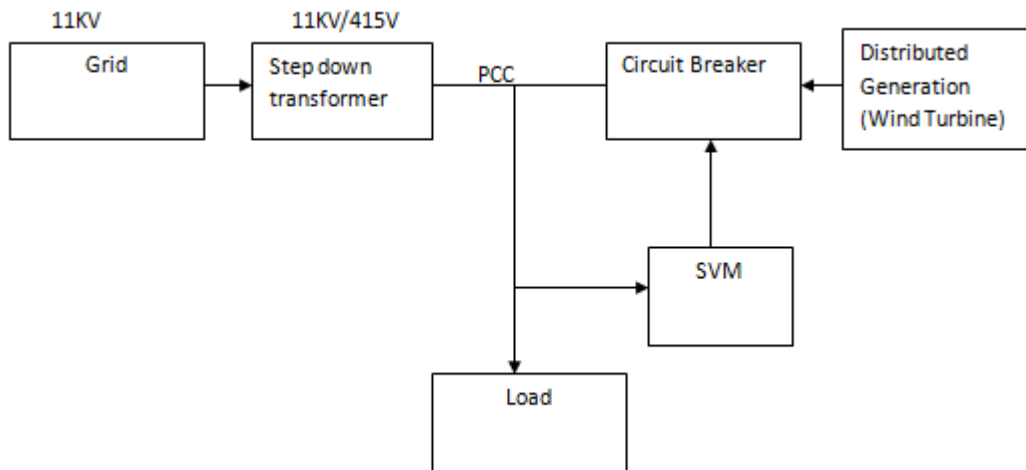 11KV
11KV/415V
Grid
Step down
transformer
PCC
Circuit Breaker
Distributed
Generation
(Wind Turbine)
SVM
Load